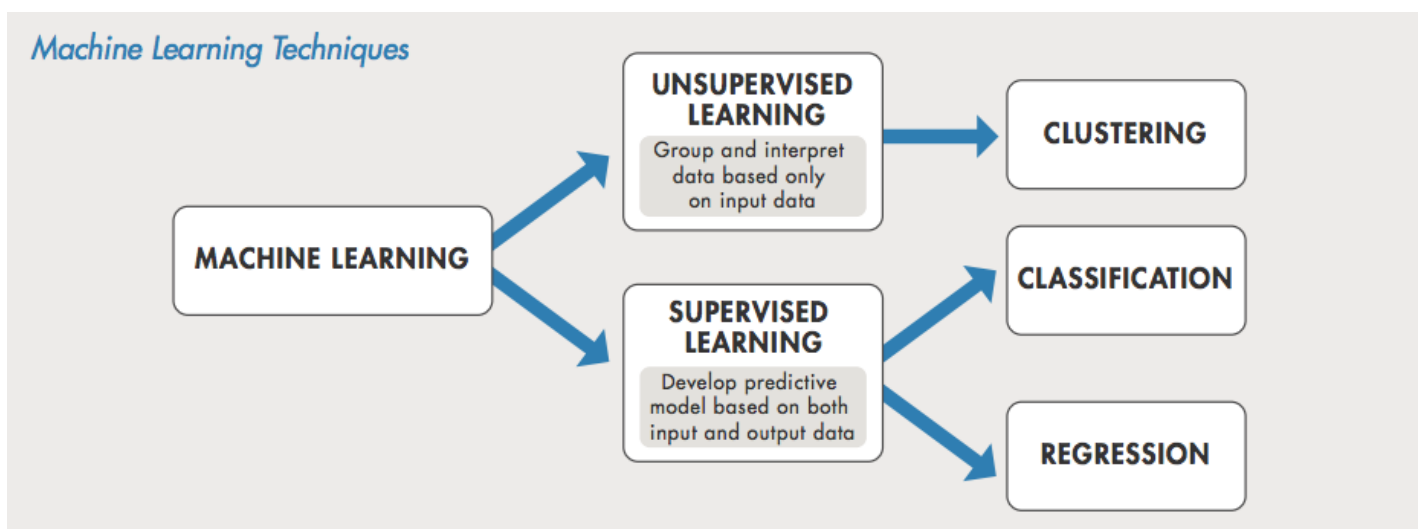 Machine Learning Techniques
UNSUPERVISED
LEARNING
Group and interpret
data based only
on input data
CLUSTERING
MACHINE LEARNING
SUPERVISED
LEARNING
Develop predictive
model based on both
input and output data
CLASSIFICATION
REGRESSION